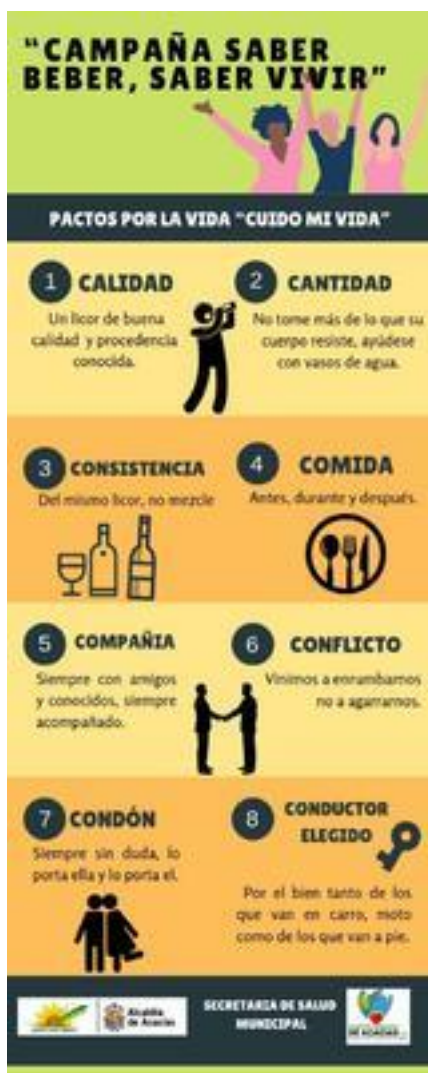 “CAMPAÑA SABER
BEBER, SABER VIVIR”
PACTOS POR LA VIDA “CUIDO MI VIDA”
1 CALIDAD
Un licor de buena
calidad y procedencia
conocida.
2 CANTIDAD
No tome más de lo que su
cuerpo resiste, ayúdese
con vasos de agua.
3 CONSISTENCIA
Del mismo licor, no mezcle
4 COMIDA
Antes, durante y después.
5 COMPAÑIA
Siempre con amigos
y conocidos, siempre
acompañado.
6 CONFLICTO
Vinimos a enrumbarnos
no a agarrarnos.
7 CONDÓN
Siempre sin duda, lo
porta ella y lo porta el.
8 CONDUCTOR
ELEGIDO
Por el bien tanto de los
que van en carro, moto
como de los que van a pie.
Alcaldía
de Acacías
SECRETARIA DE SALUD
MUNICIPAL
DE ACACIAS